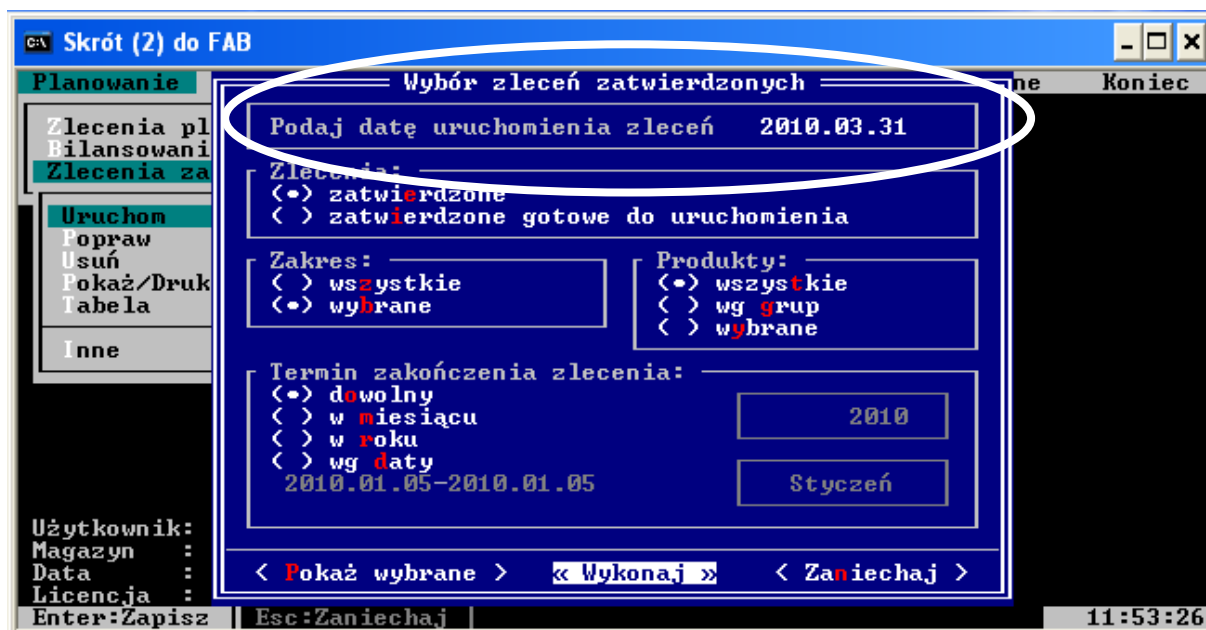 Skrót (2) do FAB
Planowanie
ne Koniec
Wybór zleceń zatwierdzonych
Podaj datę uruchomienia zleceń 2010.03.31
Zlecenia pl
Bilansowani
Zlecenia za
Uruchom
Popraw
Usuń
Pokaż/Druk
Tabela
Inne
Zlecenia:
(•) zatwierdzone
( ) zatwierdzone gotowe do uruchomienia
Zakres:
( ) wszystkie
(•) wybrane
Produkty:
(•) wszystkie
( ) wg grup
( ) wybrane
Termin zakończenia zlecenia:
(•) dowolny
( ) w miesiącu
( ) w roku
( ) wg daty
2010.01.05-2010.01.05
2010
Styczeń
Użytkownik:
Magazyn :
Data :
Licencja :
< Pokaż wybrane > « Wykonaj » < Zaniechaj >
Enter:Zapisz Esc:Zaniechaj 11:53:26